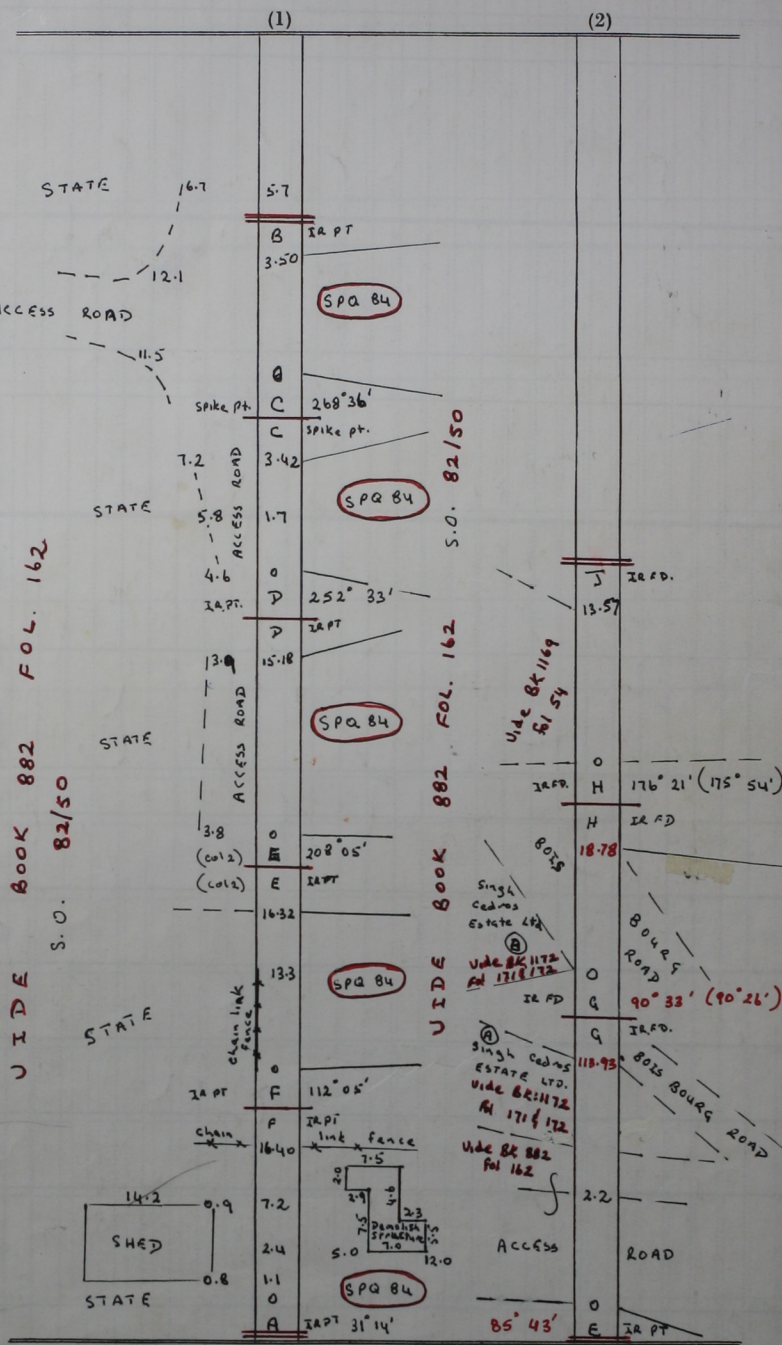 (1)
(2)
STATE
16.7
5.7
B
IR PT
3.50
12.1
ACCESS ROAD
SPQ 84
11.5
0
Spike Pt.
C
268° 36'
C
Spike pt.
7.2
3.42
ACCESS ROAD
STATE
5.8
1.7
SPQ 84
4.6
0
IR.PT.
D
252° 33'
D
IR PT
13.9
15.18
STATE
ACCESS ROAD
SPQ 84
3.8
0
(col 2)
E
208° 05'
(col 2)
E
IR PT
16.32
13.3
SPQ 84
STATE
chain link
fence
0
IR PT
F
112° 05'
F
IR PT
chain
16.40
link fence
7.5
2.0
2.9
4.6
14.2
0.9
7.2
7.5
2.3
SHED
Demolish
Structure
2.4
5.0
7.0
12.0
0.8
1.1
SPQ 84
STATE
0
A
IR PT
31° 14'
VIDE BOOK 882 FOL. 162
S.O. 82/50
VIDE BOOK 882 FOL. 162
S.O. 82/50
J
IR FD.
13.57
Vide BK 1169
fol 54
0
IR FD.
H
176° 21' (175° 54')
H
IR FD
18.78
BOIS
BOURG
ROAD
Singh
Cedros
Estate Ltd
B
Vide BK 1172
Fol 171 & 172
0
IR FD
G
90° 33' (90° 26')
G
IR.FD.
A
Singh Cedros
ESTATE LTD.
Vide BK: 1172
Fol 171 & 172
113.93
BOIS BOURG ROAD
Vide BK 882
Fol 162
2.2
ACCESS
ROAD
0
85° 43'
E
IR PT